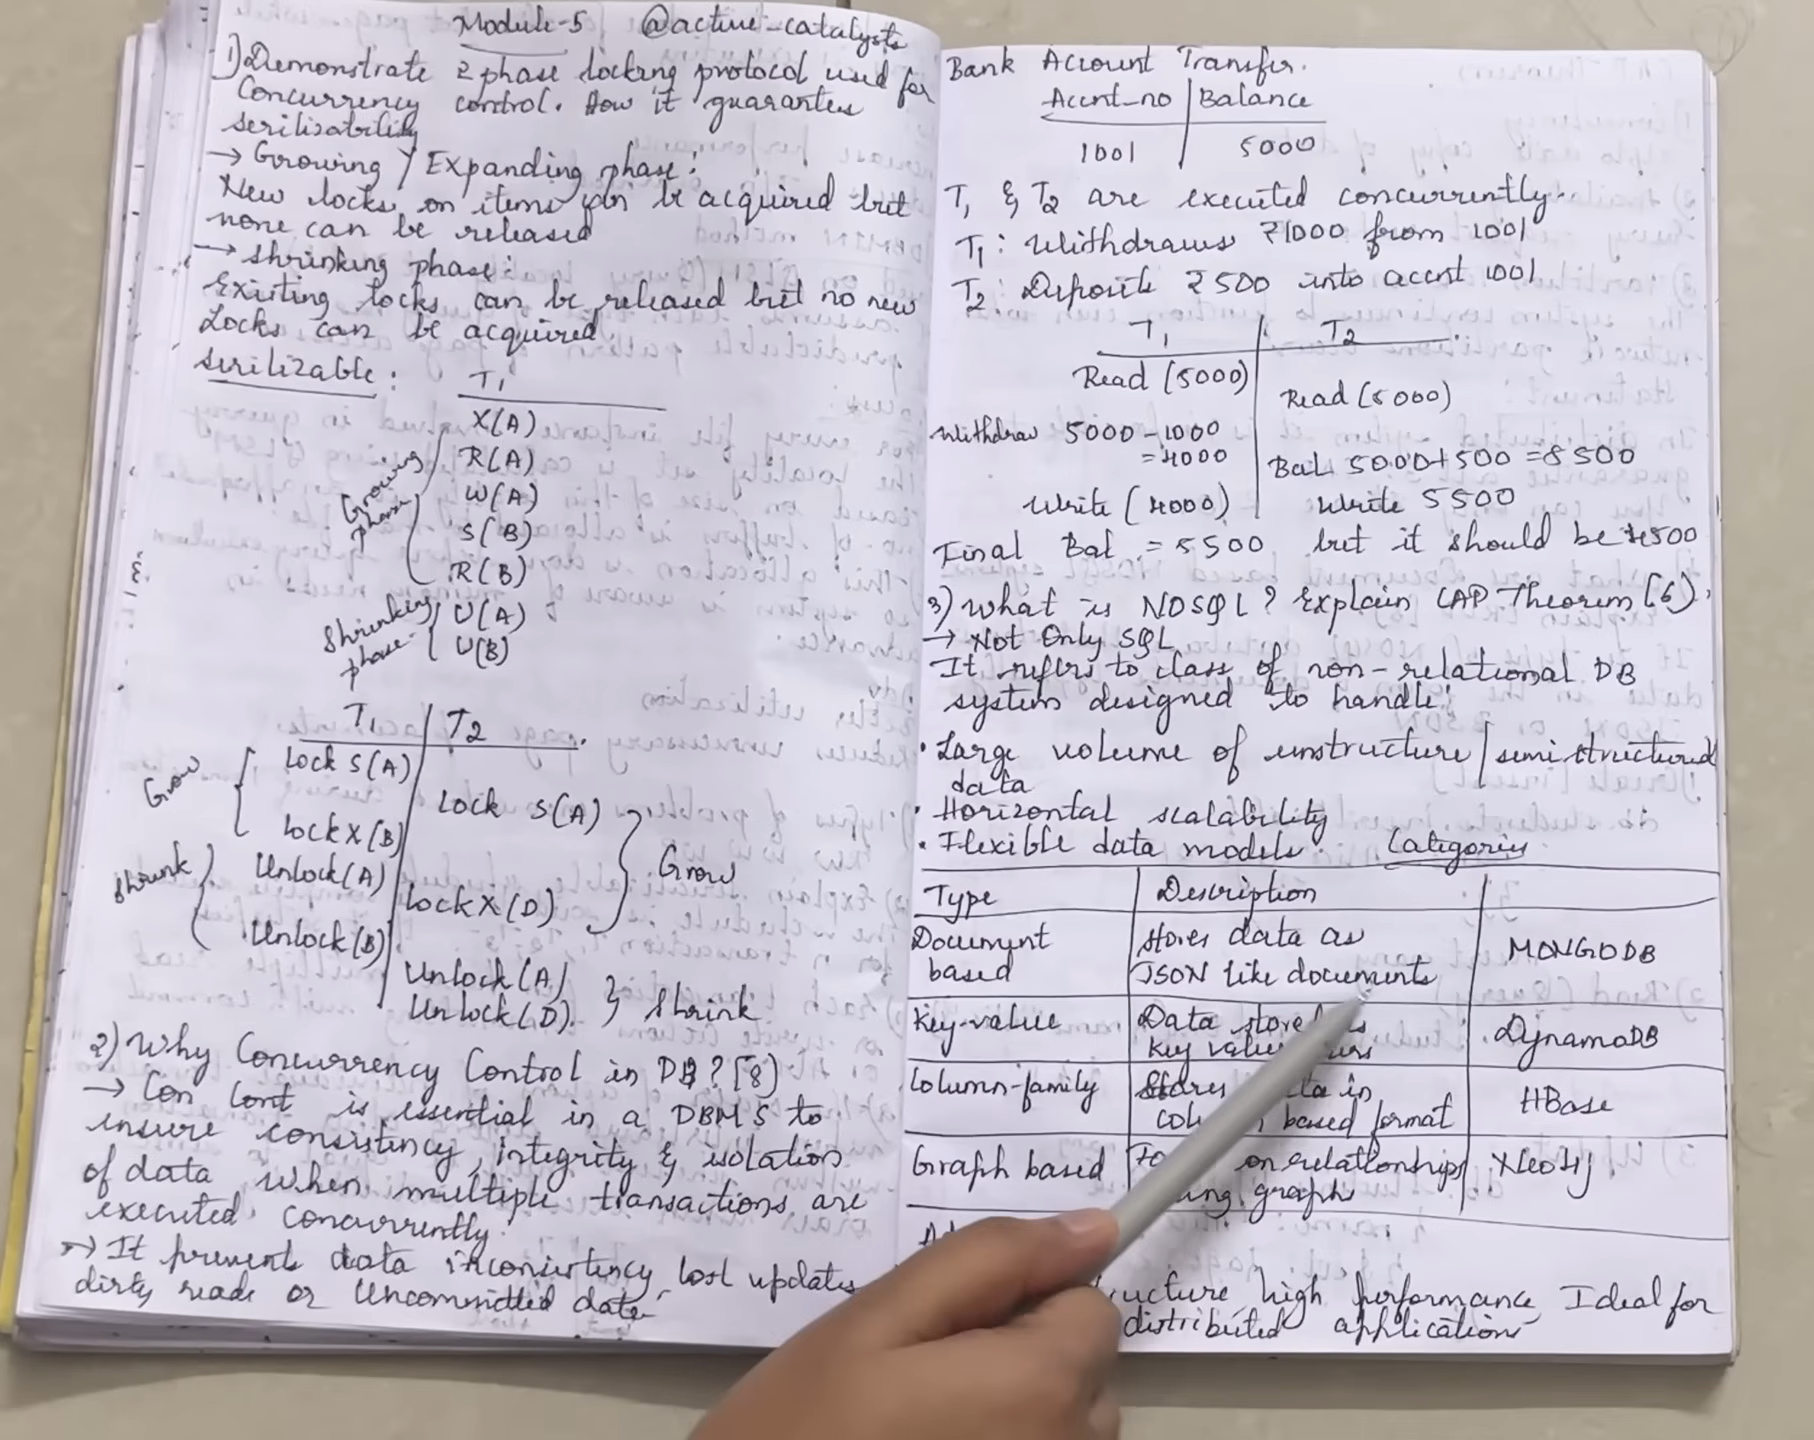 Module-5 @active-catalysts
1) Demonstrate 2 phase locking protocol used for
Concurrency control. How it guarantees
serilizability
→ Growing / Expanding phase:
New locks on items can be acquired but
none can be released
→ shrinking phase:
Existing locks can be released but no new
Locks can be acquired
serilizable: T1
X(A)
R(A)
W(A)
S(B)
R(B)
Growing phase
U(A)
U(B)
Shrinking phase
T1 | T2
Grow
Lock S(A)
Lock S(A)
Lock X(B)
Shrink
Unlock(A)
Grow
Lock X(D)
Unlock(B)
Unlock(A)
Unlock(D)
Shrink
2) Why Concurrency Control in DB? [8]
→ Con Cont is essential in a DBMS to
ensure consistency, integrity & isolation
of data when multiple transactions are
executed concurrently.
→ It prevents data inconsistency, lost updates
dirty reads or Uncommitted data
Bank Account Transfer.
Accnt-no | Balance
1001 | 5000
T1 & T2 are executed concurrently.
T1: Withdraws ₹1000 from 1001
T2: Deposits ₹500 into accnt 1001
T1 | T2
Read (5000)
Read (5000)
Withdraw 5000-1000
=4000
Bal 5000+500 =5500
Write (4000) Write 5500
Final Bal = 5500 but it should be 4500
3) What is NOSQL? Explain CAP Theorem [6]
→ Not Only SQL
It refers to class of non-relational DB
system designed to handle:
• Large volume of unstructure / semi structured
data
• Horizontal scalability
• Flexible data models. Categories
Type Description
Document based stores data as JSON like documents MONGODB
Key-value Data stored key value DynamoDB
Column-family Stores in based format HBase
Graph based on relationships graphs Neo4j
high performance, Ideal for
distributed application